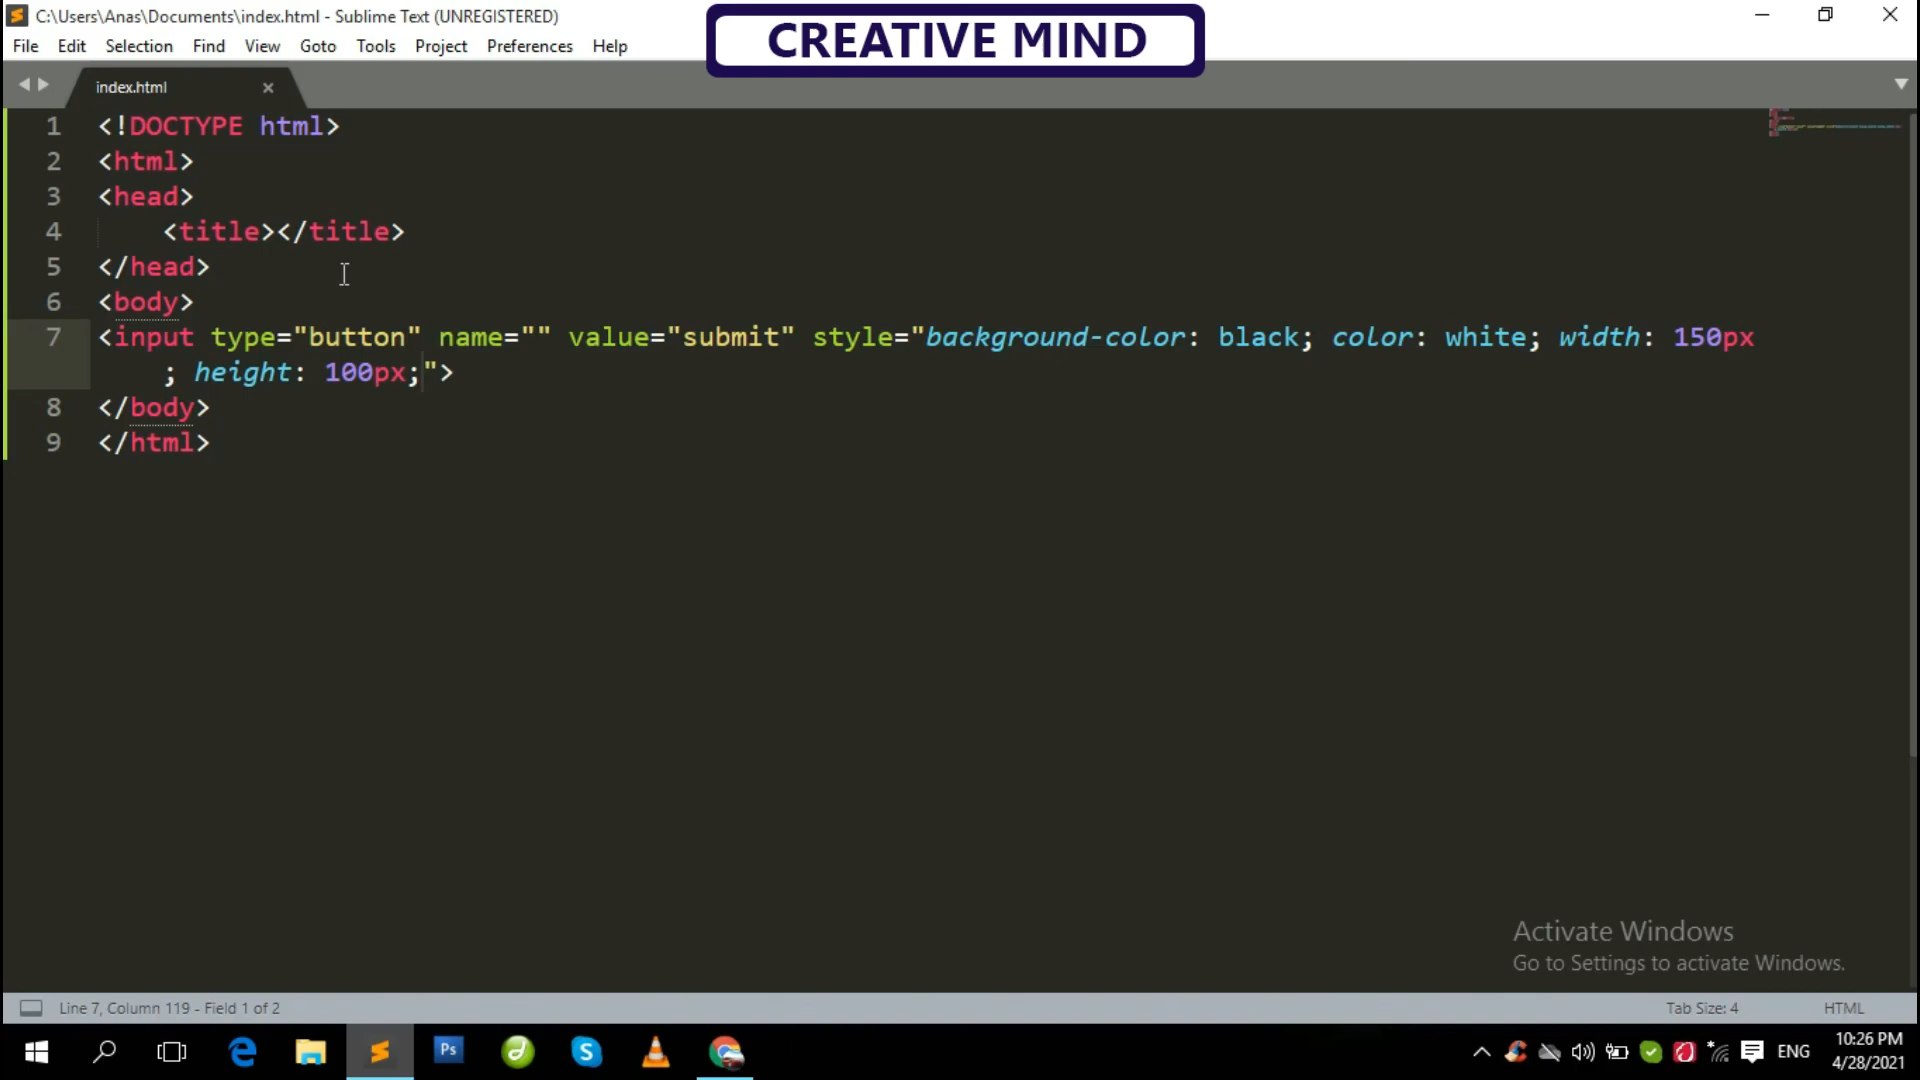 C:\Users\Anas\Documents\index.html - Sublime Text (UNREGISTERED)
CREATIVE MIND
File Edit Selection Find View Goto Tools Project Preferences Help
index.html
1 <!DOCTYPE html>
2 <html>
3 <head>
4 <title></title>
5 </head>
6 <body>
7 <input type="button" name="" value="submit" style="background-color: black; color: white; width: 150px
; height: 100px;">
8 </body>
9 </html>
Activate Windows
Go to Settings to activate Windows.
Line 7, Column 119 - Field 1 of 2
Tab Size: 4
HTML
Ps
ENG
10:26 PM
4/28/2021